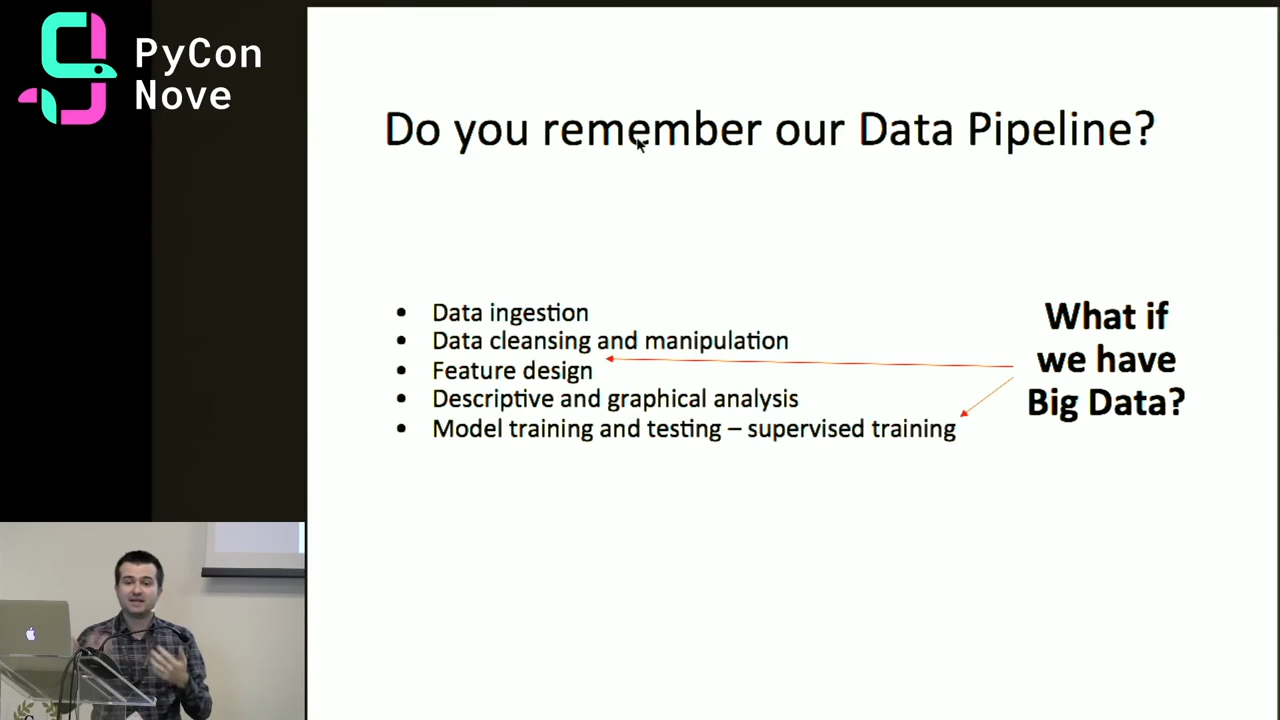 PyCon
Nove
Do you remember our Data Pipeline?
• Data ingestion
• Data cleansing and manipulation
• Feature design
• Descriptive and graphical analysis
• Model training and testing – supervised training
What if
we have
Big Data?